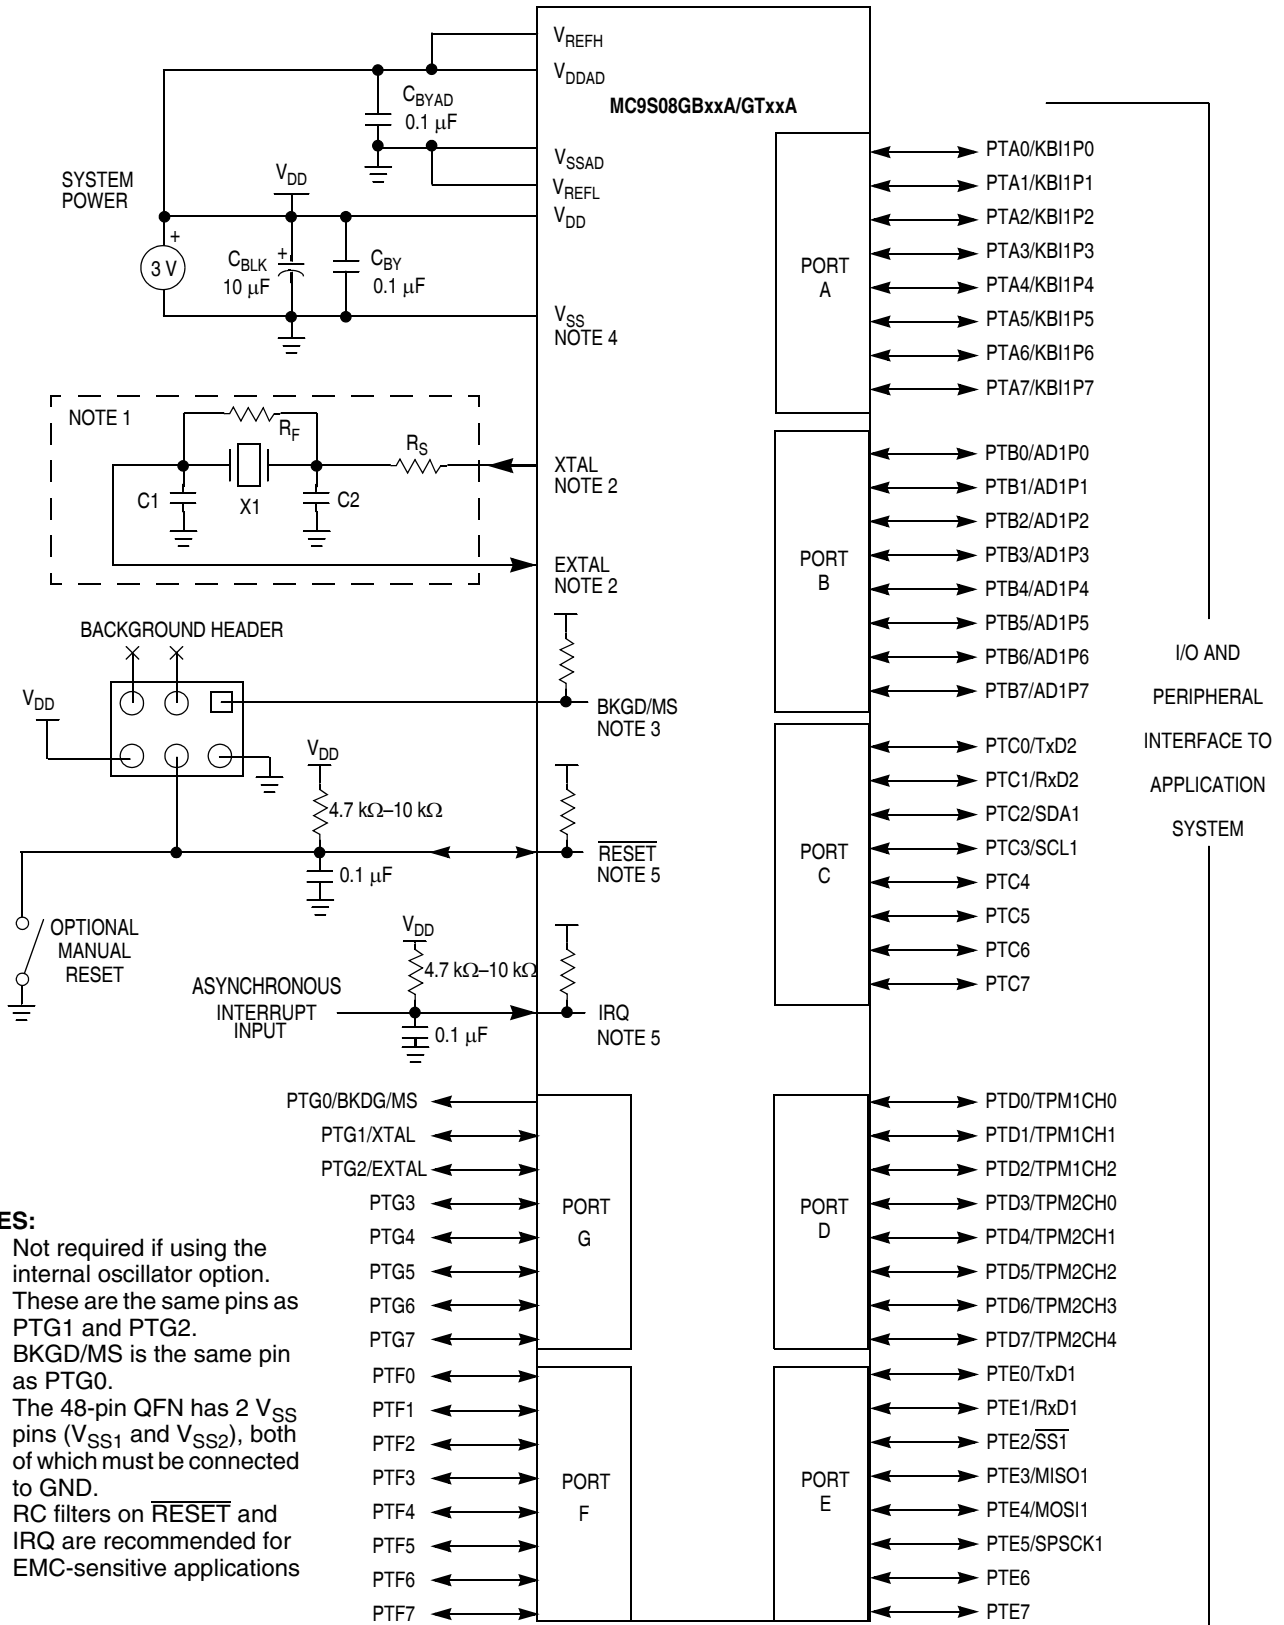 VREFH
VDDAD
MC9S08GBxxA/GTxxA
CBYAD
0.1 µF
VSSAD
VREFL
SYSTEM
POWER
VDD
VDD
+
3 V
CBLK
10 µF
+
CBY
0.1 µF
VSS
NOTE 4
NOTE 1
RF
RS
C1
X1
C2
XTAL
NOTE 2
EXTAL
NOTE 2
BACKGROUND HEADER
VDD
BKGD/MS
NOTE 3
VDD
4.7 kΩ–10 kΩ
0.1 µF
RESET
NOTE 5
OPTIONAL
MANUAL
RESET
VDD
4.7 kΩ–10 kΩ
ASYNCHRONOUS
INTERRUPT
INPUT
0.1 µF
IRQ
NOTE 5
PORT
A
PTA0/KBI1P0
PTA1/KBI1P1
PTA2/KBI1P2
PTA3/KBI1P3
PTA4/KBI1P4
PTA5/KBI1P5
PTA6/KBI1P6
PTA7/KBI1P7
PORT
B
PTB0/AD1P0
PTB1/AD1P1
PTB2/AD1P2
PTB3/AD1P3
PTB4/AD1P4
PTB5/AD1P5
PTB6/AD1P6
PTB7/AD1P7
PORT
C
PTC0/TxD2
PTC1/RxD2
PTC2/SDA1
PTC3/SCL1
PTC4
PTC5
PTC6
PTC7
I/O AND
PERIPHERAL
INTERFACE TO
APPLICATION
SYSTEM
PTG0/BKDG/MS
PTG1/XTAL
PTG2/EXTAL
PTG3
PTG4
PTG5
PTG6
PTG7
PORT
G
PTF0
PTF1
PTF2
PTF3
PTF4
PTF5
PTF6
PTF7
PORT
F
PORT
D
PTD0/TPM1CH0
PTD1/TPM1CH1
PTD2/TPM1CH2
PTD3/TPM2CH0
PTD4/TPM2CH1
PTD5/TPM2CH2
PTD6/TPM2CH3
PTD7/TPM2CH4
PORT
E
PTE0/TxD1
PTE1/RxD1
PTE2/SS1
PTE3/MISO1
PTE4/MOSI1
PTE5/SPSCK1
PTE6
PTE7
ES:
Not required if using the
internal oscillator option.
These are the same pins as
PTG1 and PTG2.
BKGD/MS is the same pin
as PTG0.
The 48-pin QFN has 2 VSS
pins (VSS1 and VSS2), both
of which must be connected
to GND.
RC filters on RESET and
IRQ are recommended for
EMC-sensitive applications